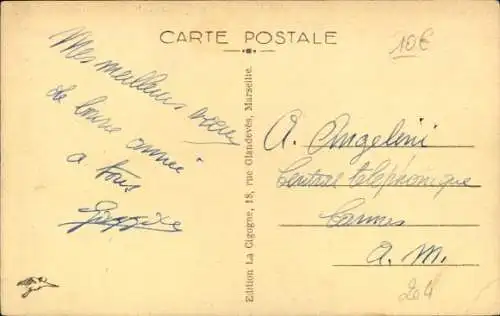 CARTE POSTALE
10€
Mes meilleurs voeux
de bonne année
a tous
Edition La Cigogne, 18, rue Glandevès, Marseille.
A. Angelini
Centrale téléphonique
Cannes
A. M.